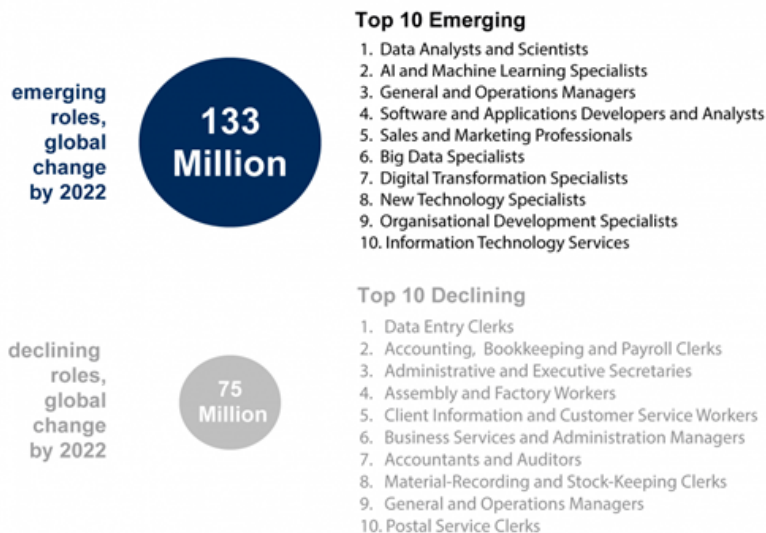 emerging
roles,
global
change
by 2022
133
Million
Top 10 Emerging
1. Data Analysts and Scientists
2. AI and Machine Learning Specialists
3. General and Operations Managers
4. Software and Applications Developers and Analysts
5. Sales and Marketing Professionals
6. Big Data Specialists
7. Digital Transformation Specialists
8. New Technology Specialists
9. Organisational Development Specialists
10. Information Technology Services
declining
roles,
global
change
by 2022
75
Million
Top 10 Declining
1. Data Entry Clerks
2. Accounting, Bookkeeping and Payroll Clerks
3. Administrative and Executive Secretaries
4. Assembly and Factory Workers
5. Client Information and Customer Service Workers
6. Business Services and Administration Managers
7. Accountants and Auditors
8. Material-Recording and Stock-Keeping Clerks
9. General and Operations Managers
10. Postal Service Clerks